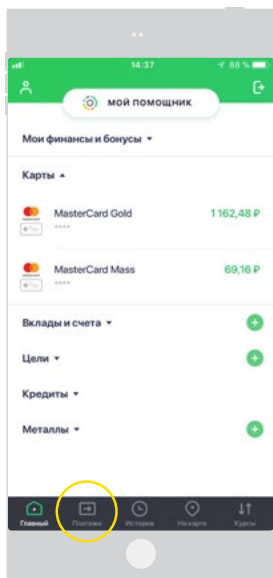 14:37 88 %
мой помощник
Мои финансы и бонусы
Карты
MasterCard Gold 1 162,48 ₽
****
MasterCard Mass 69,16 ₽
****
Вклады и счета
Цели
Кредиты
Металлы
Главный Платежи История На карте Курсы